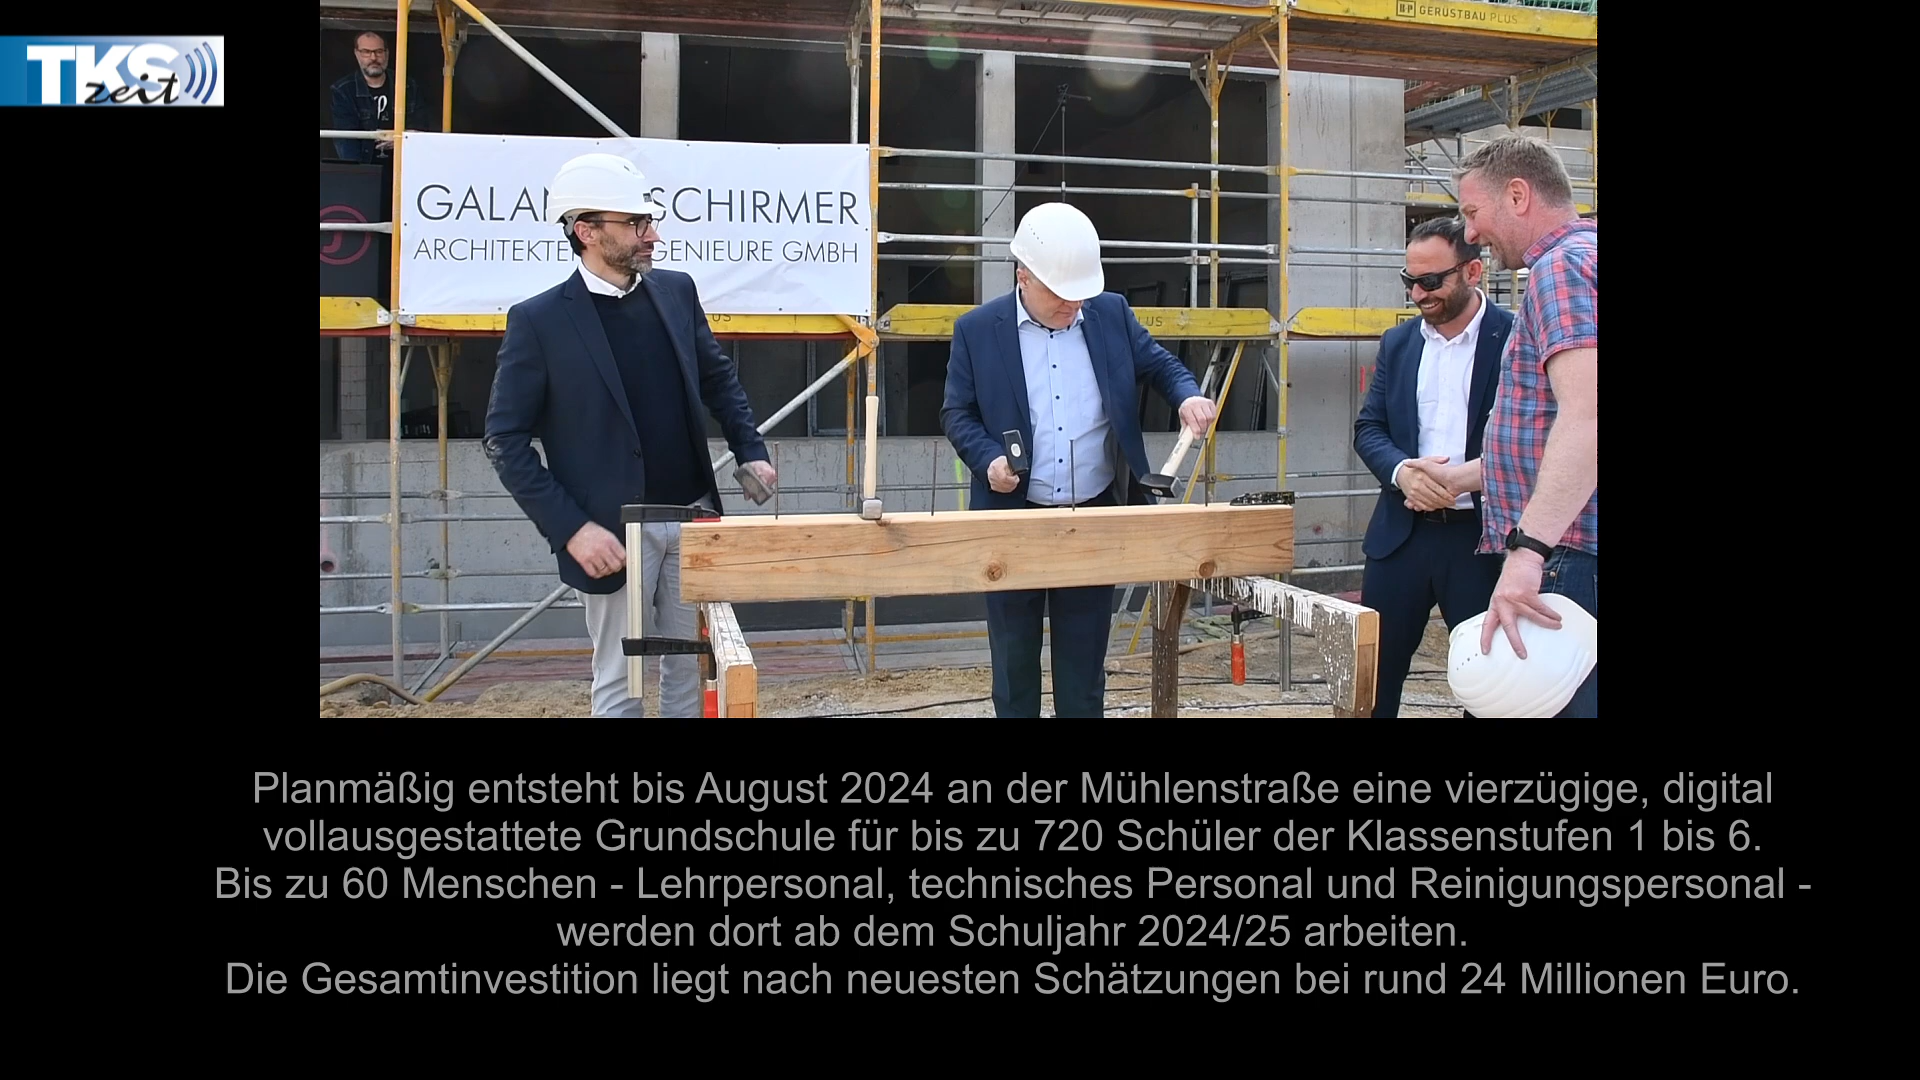 GERÜSTBAU PLUS
TKS
zeit
SCHIRMER
GMBH
Planmäßig entsteht bis August 2024 an der Mühlenstraße eine vierzügige, digital
vollausgestattete Grundschule für bis zu 720 Schüler der Klassenstufen 1 bis 6.
Bis zu 60 Menschen - Lehrpersonal, technisches Personal und Reinigungspersonal -
werden dort ab dem Schuljahr 2024/25 arbeiten.
Die Gesamtinvestition liegt nach neuesten Schätzungen bei rund 24 Millionen Euro.